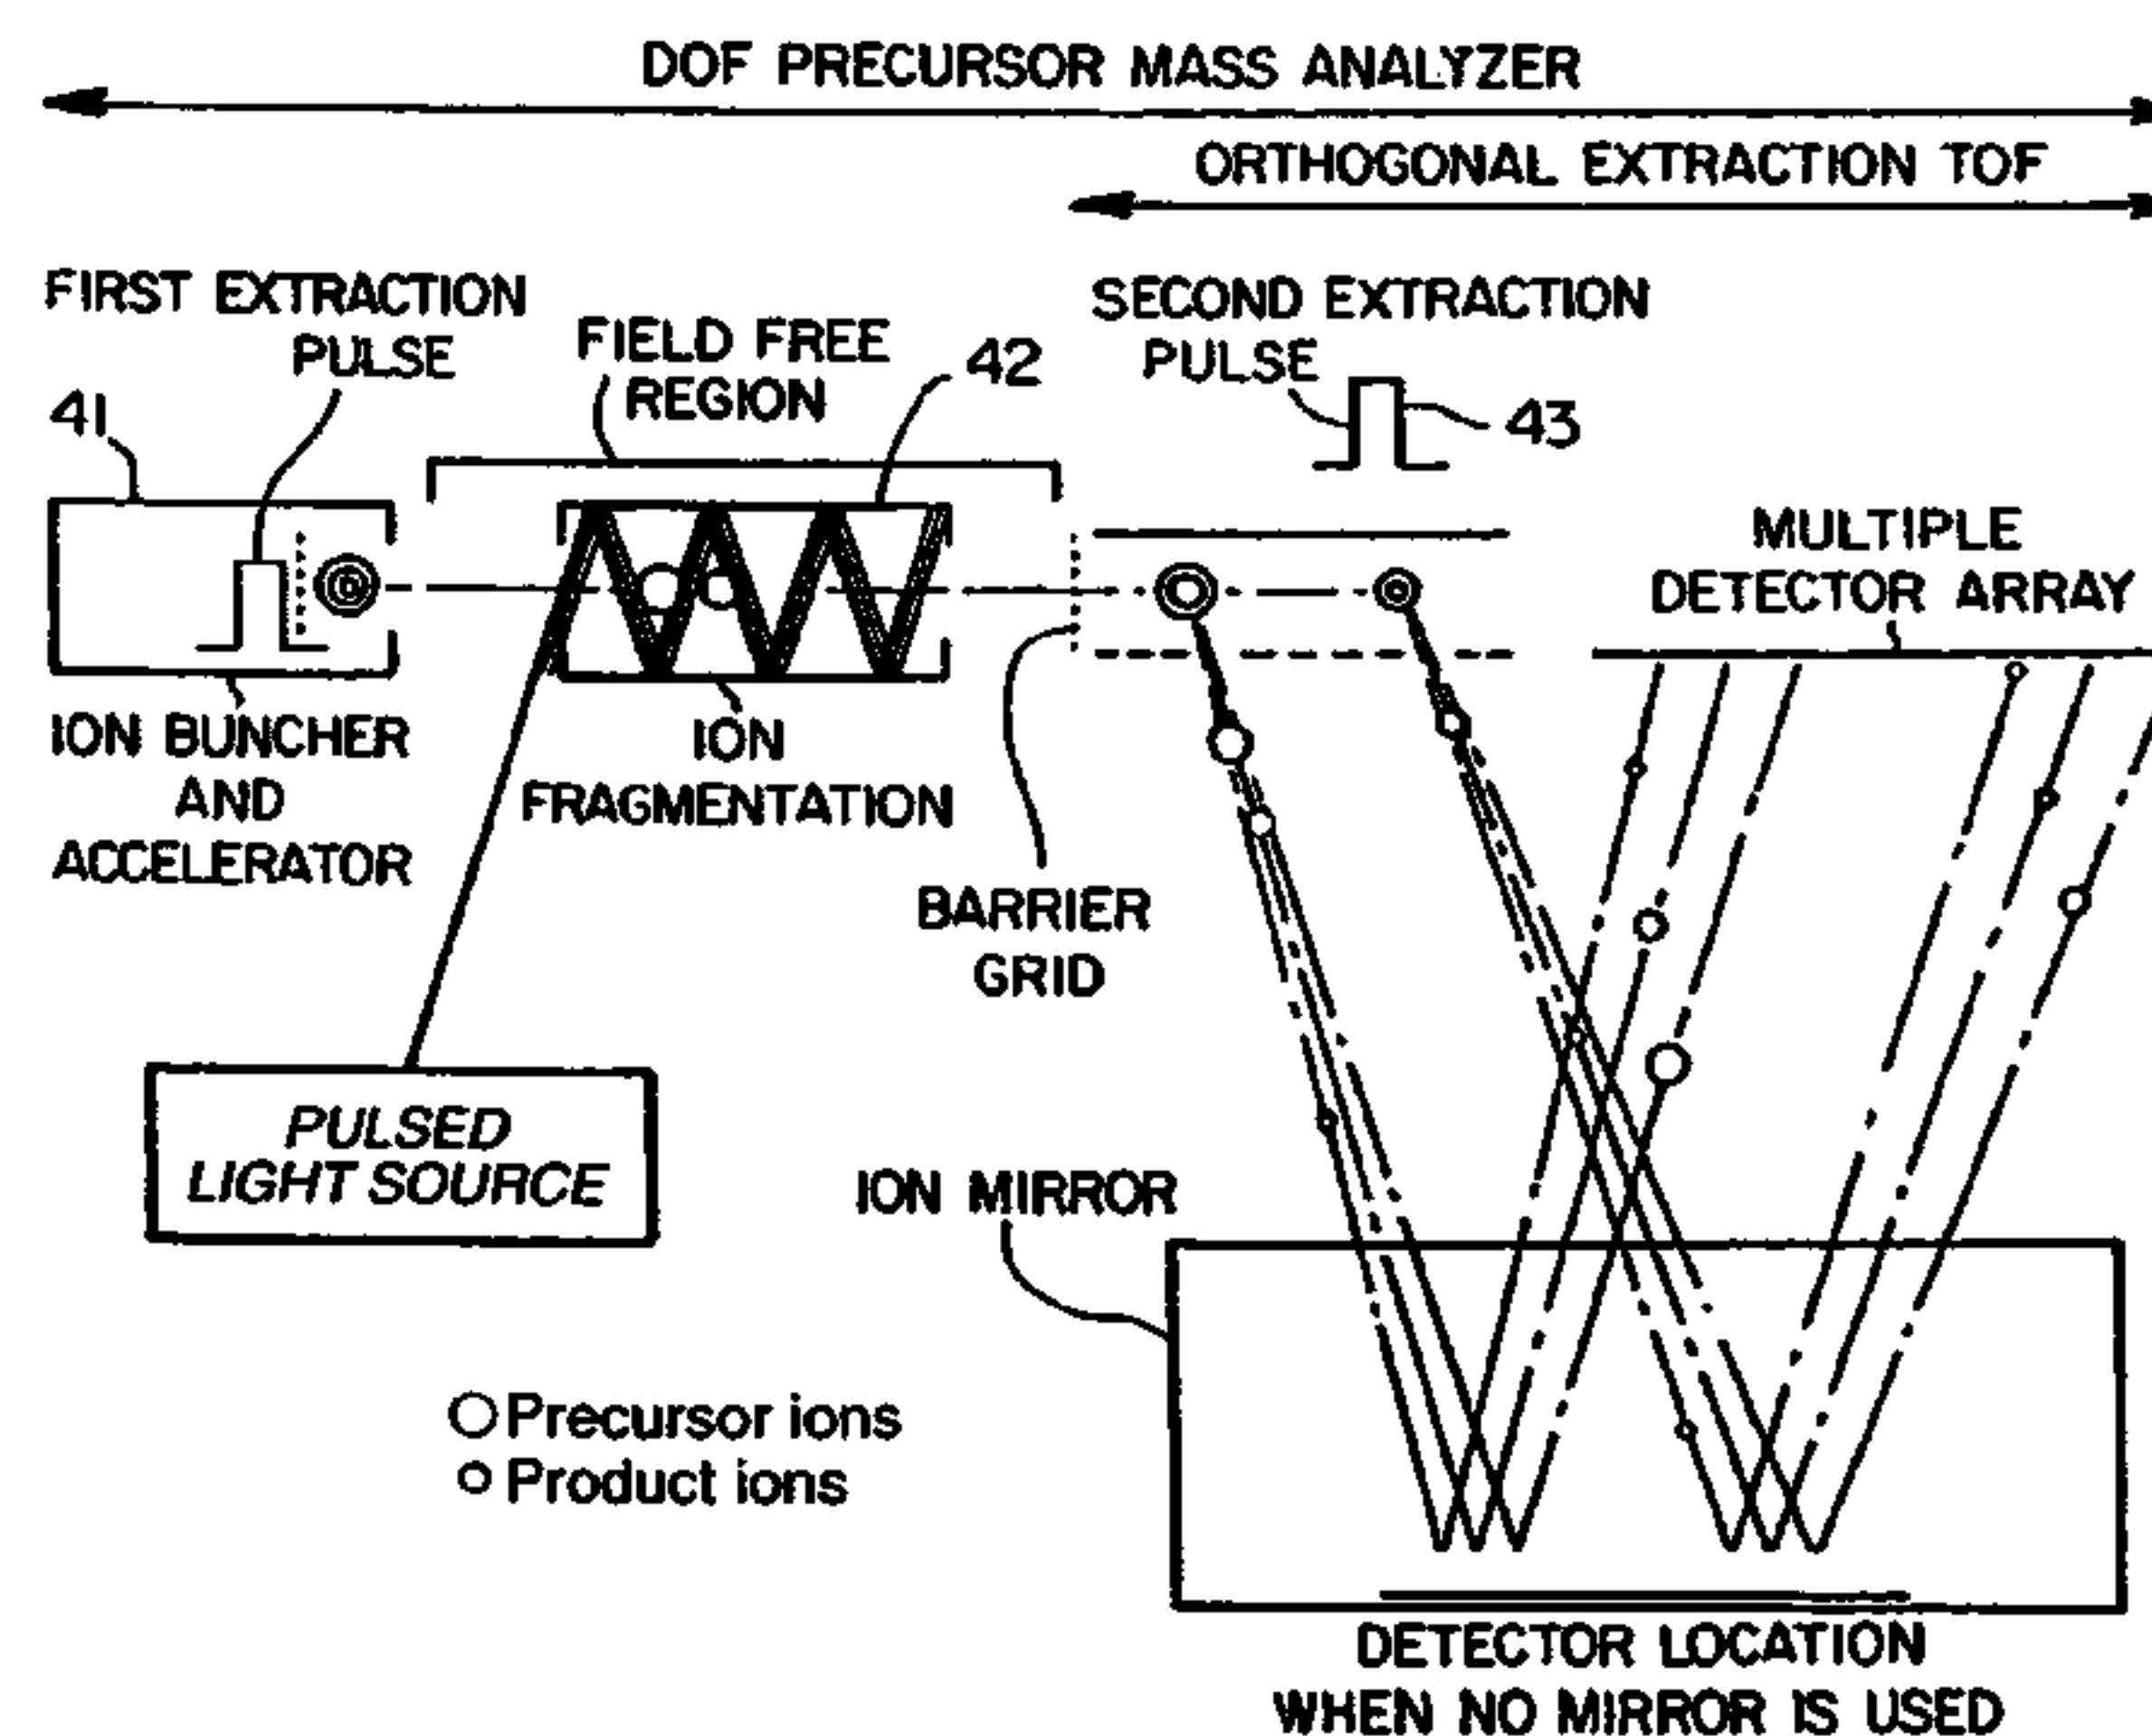 DOF PRECURSOR MASS ANALYZER
ORTHOGONAL EXTRACTION TOF
FIRST EXTRACTION
PULSE
FIELD FREE
REGION
42
SECOND EXTRACTION
PULSE
43
41
MULTIPLE
DETECTOR ARRAY
ION BUNCHER
AND
ACCELERATOR
ION
FRAGMENTATION
BARRIER
GRID
PULSED
LIGHT SOURCE
ION MIRROR
Precursor ions
Product ions
DETECTOR LOCATION
WHEN NO MIRROR IS USED